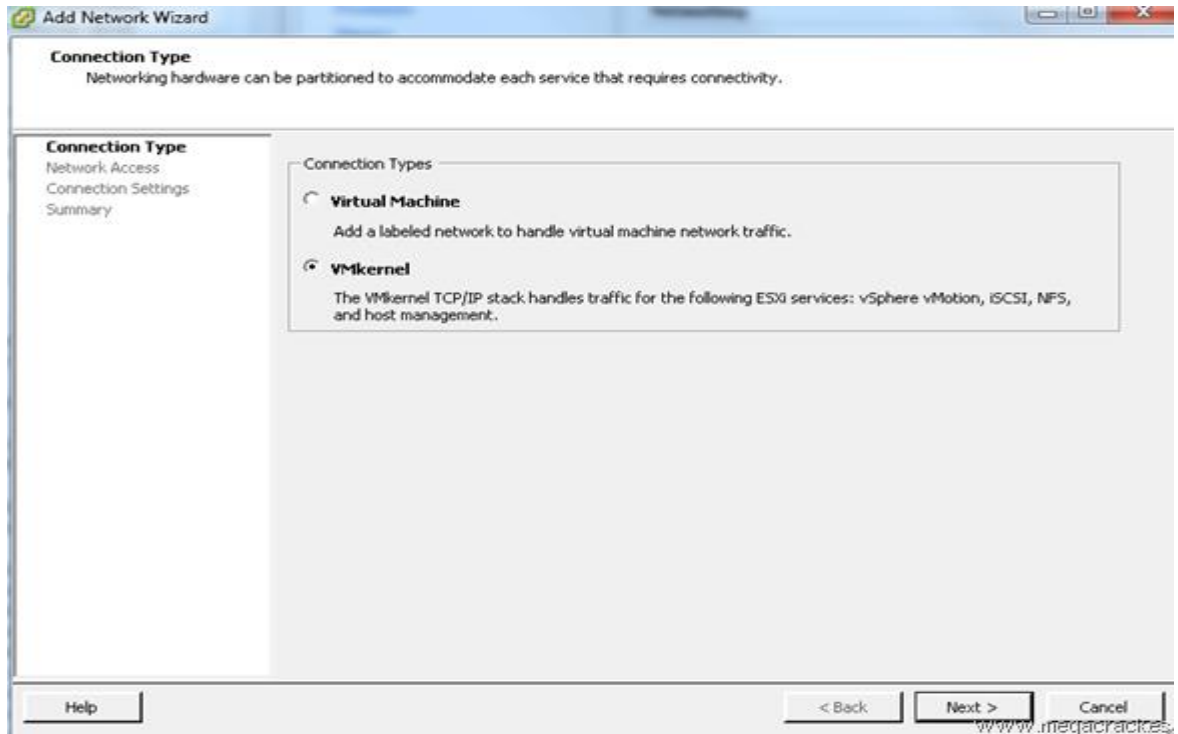 Add Network Wizard
Connection Type
Networking hardware can be partitioned to accommodate each service that requires connectivity.
Connection Type
Network Access
Connection Settings
Summary
Connection Types
Virtual Machine
Add a labeled network to handle virtual machine network traffic.
VMkernel
The VMkernel TCP/IP stack handles traffic for the following ESXi services: vSphere vMotion, iSCSI, NFS,
and host management.
Help
< Back
Next >
Cancel
www.megacrack.es